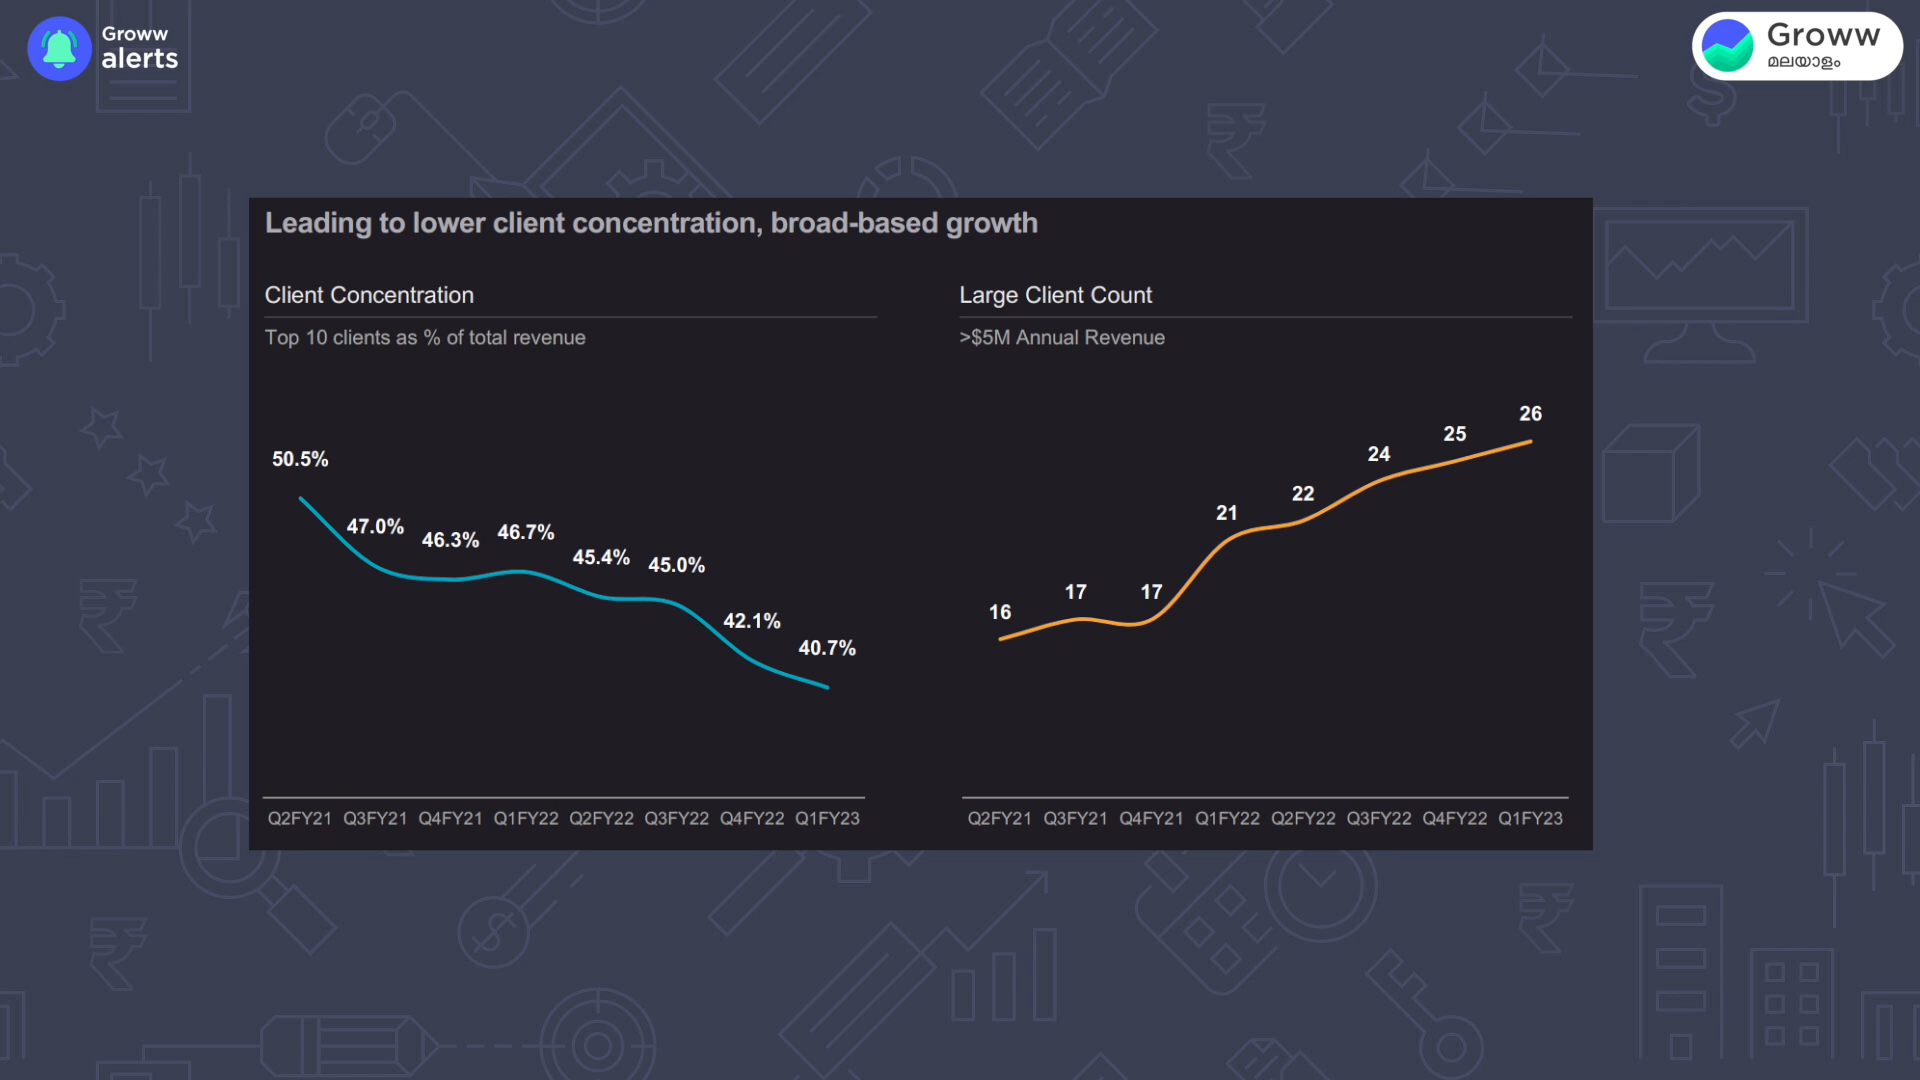 Groww
alerts
Groww
മലയാളം
Leading to lower client concentration, broad-based growth
Client Concentration
Top 10 clients as % of total revenue
50.5%
47.0%
46.3%
46.7%
45.4%
45.0%
42.1%
40.7%
Q2FY21 Q3FY21 Q4FY21 Q1FY22 Q2FY22 Q3FY22 Q4FY22 Q1FY23
Large Client Count
>$5M Annual Revenue
16
17
17
21
22
24
25
26
Q2FY21 Q3FY21 Q4FY21 Q1FY22 Q2FY22 Q3FY22 Q4FY22 Q1FY23